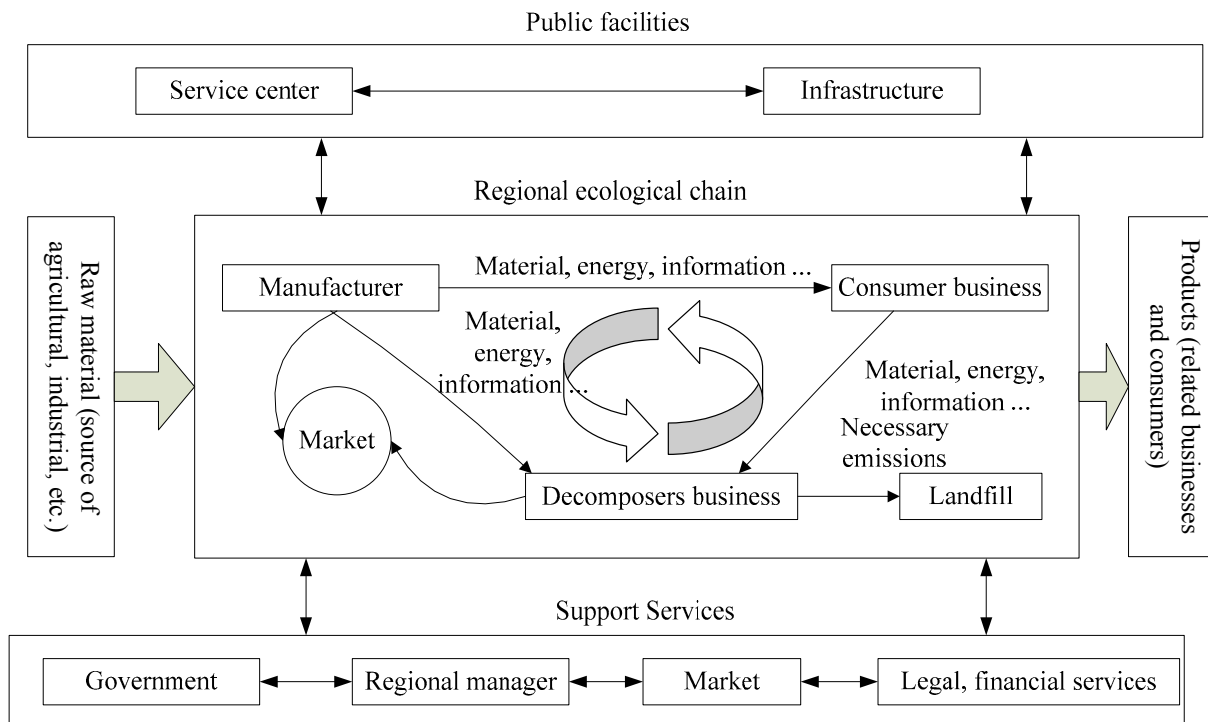 Public facilities
Service center
Infrastructure
Regional ecological chain
Raw material (source of
agricultural, industrial, etc.)
Manufacturer
Material, energy, information ...
Consumer business
Material,
energy,
information ...
Material, energy,
information ...
Market
Necessary
emissions
Decomposers business
Landfill
Products (related businesses
and consumers)
Support Services
Government
Regional manager
Market
Legal, financial services